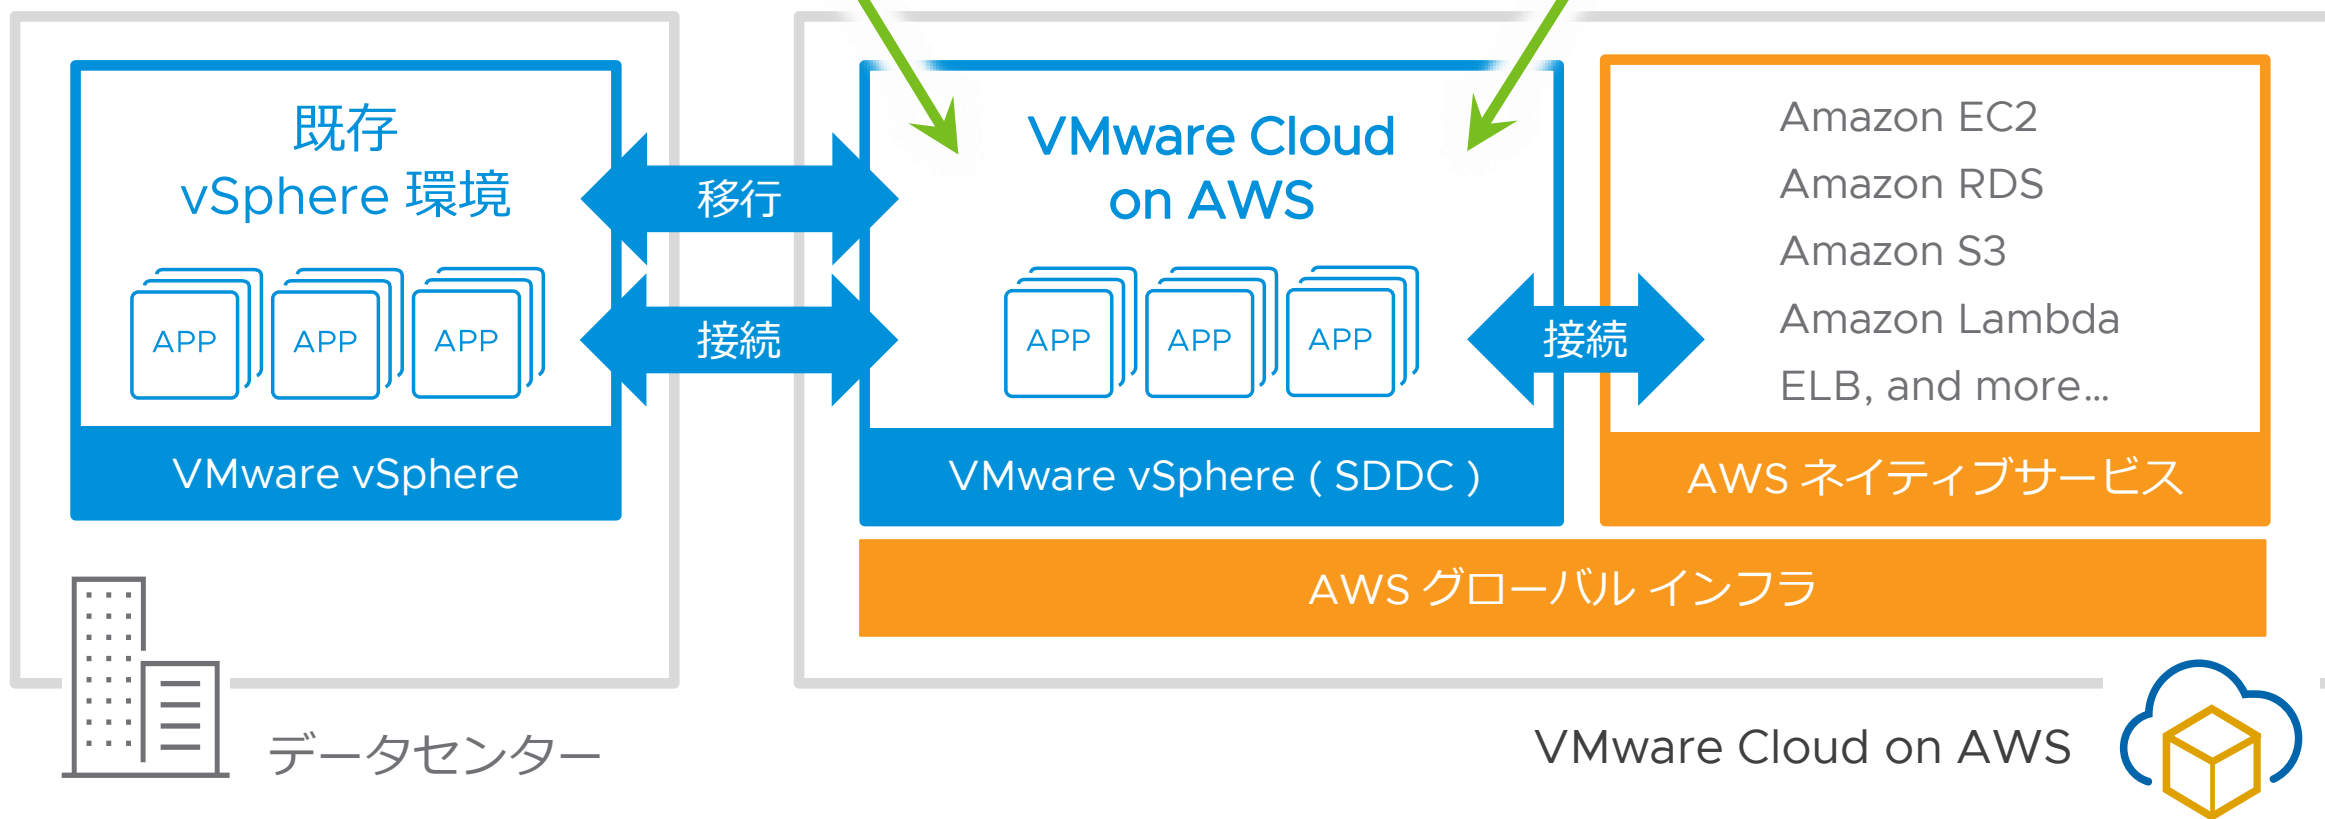 既存
vSphere 環境
APP
APP
APP
VMware vSphere
移行
接続
VMware Cloud
on AWS
APP
APP
APP
VMware vSphere ( SDDC )
接続
Amazon EC2
Amazon RDS
Amazon S3
Amazon Lambda
ELB, and more...
AWS ネイティブサービス
AWS グローバル インフラ
データセンター
VMware Cloud on AWS